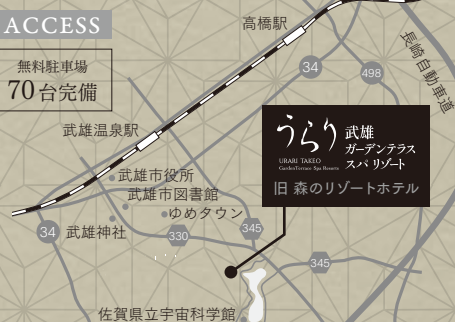 ACCESS
無料駐車場
70台完備
高橋駅
34
498
長崎自動車道
武雄温泉駅
うらり
URARI TAKEO
GardenTerrace Spa Resorts
武雄
ガーデンテラス
スパ リゾート
旧 森のリゾートホテル
武雄市役所
武雄市図書館
ゆめタウン
34
武雄神社
330
345
345
佐賀県立宇宙科学館